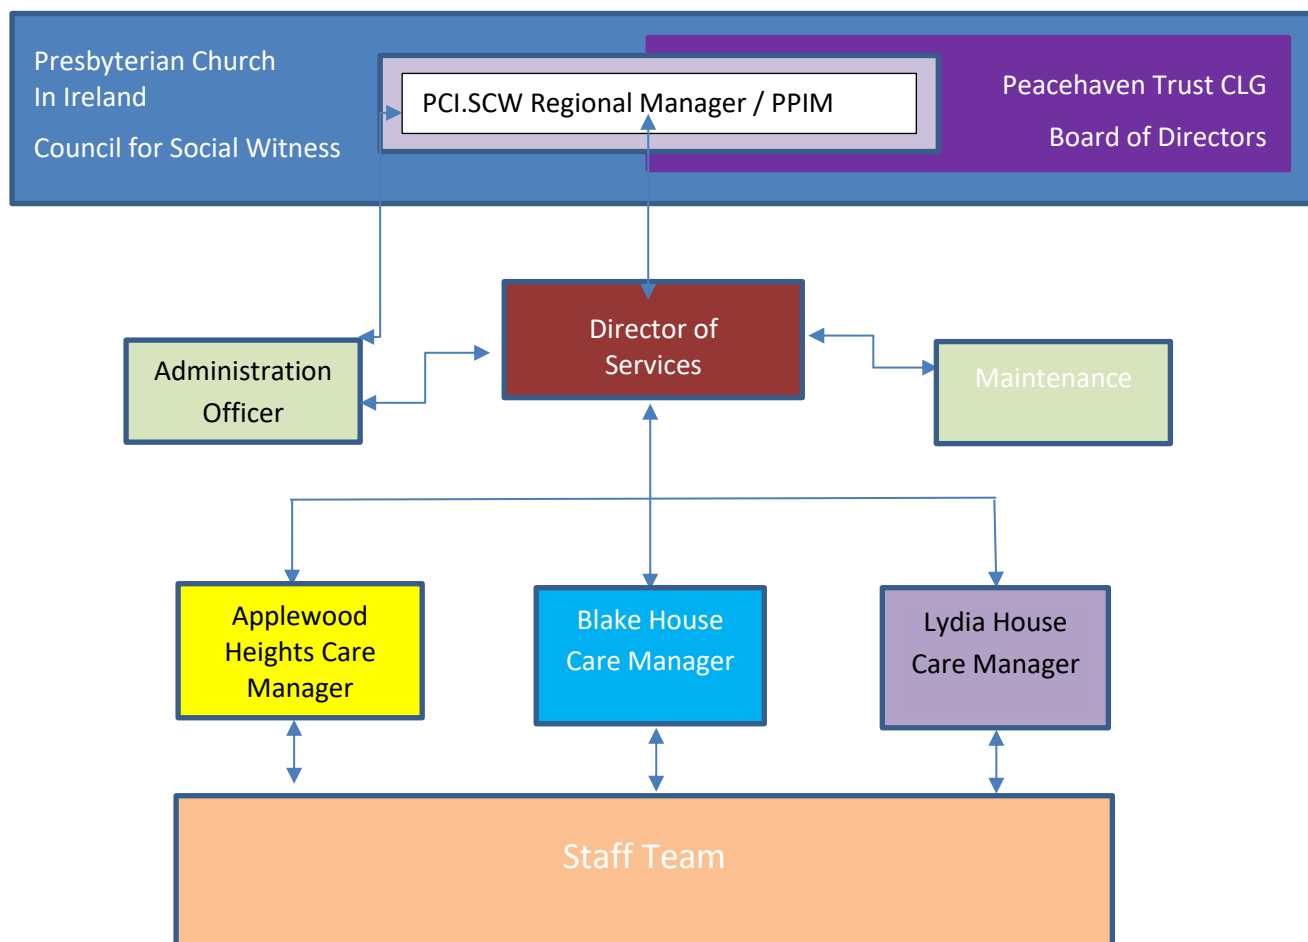 Presbyterian Church
In Ireland
Council for Social Witness
PCI.SCW Regional Manager / PPIM
Peacehaven Trust CLG
Board of Directors
Director of
Services
Administration
Officer
Maintenance
Applewood
Heights Care
Manager
Blake House
Care Manager
Lydia House
Care Manager
Staff Team